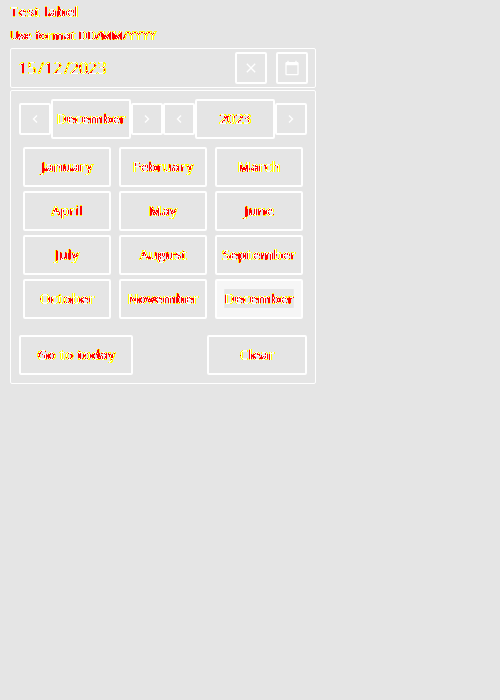 Test Label
Use format DD/MM/YYYY
15/12/2023
December 2023
January February March
April May June
July August September
October November December
Go to today Clear